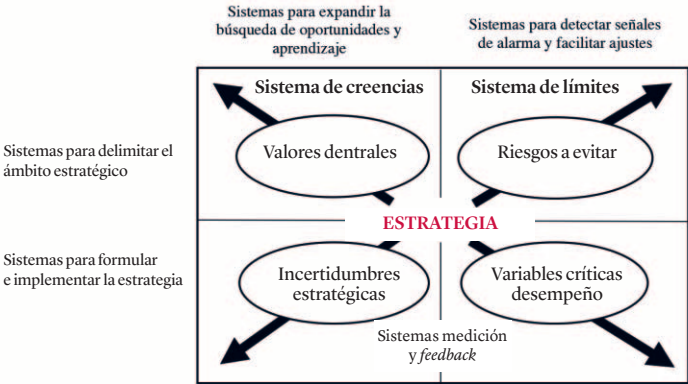 Sistemas para expandir la
búsqueda de oportunidades y
aprendizaje
Sistemas para detectar señales
de alarma y facilitar ajustes
Sistema de creencias
Sistema de límites
Sistemas para delimitar el
ámbito estratégico
Valores dentrales
Riesgos a evitar
ESTRATEGIA
Sistemas para formular
e implementar la estrategia
Incertidumbres
estratégicas
Variables críticas
desempeño
Sistemas medición
y feedback